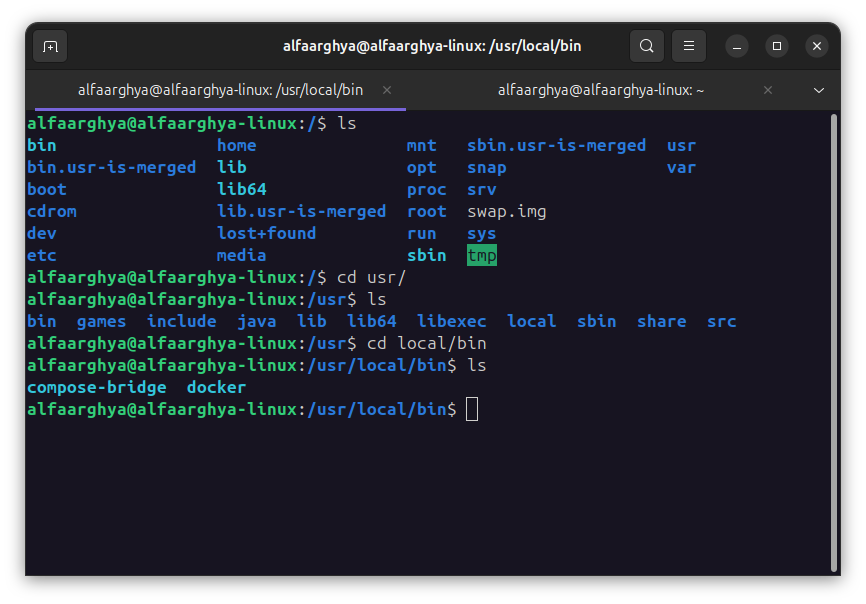 alfaarghya@alfaarghya-linux: /usr/local/bin
alfaarghya@alfaarghya-linux: /usr/local/bin alfaarghya@alfaarghya-linux: ~
alfaarghya@alfaarghya-linux:/$ ls
bin home mnt sbin.usr-is-merged usr
bin.usr-is-merged lib opt snap var
boot lib64 proc srv
cdrom lib.usr-is-merged root swap.img
dev lost+found run sys
etc media sbin tmp
alfaarghya@alfaarghya-linux:/$ cd usr/
alfaarghya@alfaarghya-linux:/usr$ ls
bin games include java lib lib64 libexec local sbin share src
alfaarghya@alfaarghya-linux:/usr$ cd local/bin
alfaarghya@alfaarghya-linux:/usr/local/bin$ ls
compose-bridge docker
alfaarghya@alfaarghya-linux:/usr/local/bin$